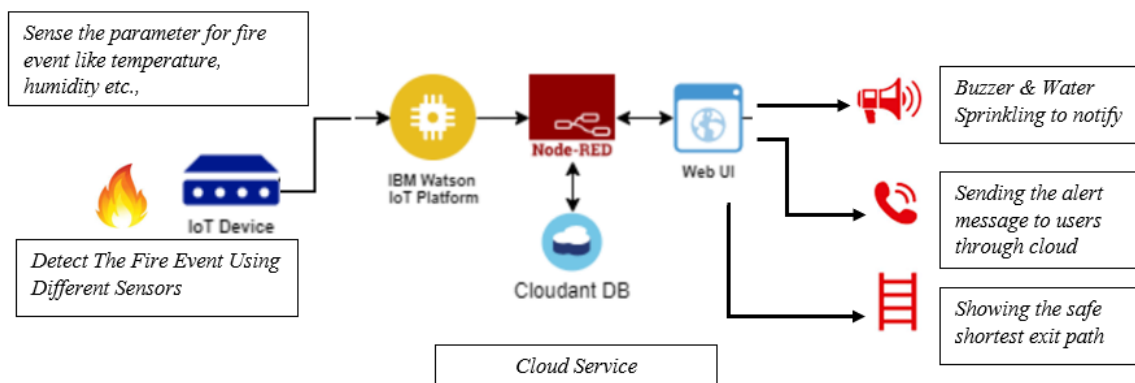 Sense the parameter for fire
event like temperature,
humidity etc.,
IoT Device
Detect The Fire Event Using
Different Sensors
IBM Watson
IoT Platform
Node-RED
Cloudant DB
Web UI
Cloud Service
Buzzer & Water
Sprinkling to notify
Sending the alert
message to users
through cloud
Showing the safe
shortest exit path